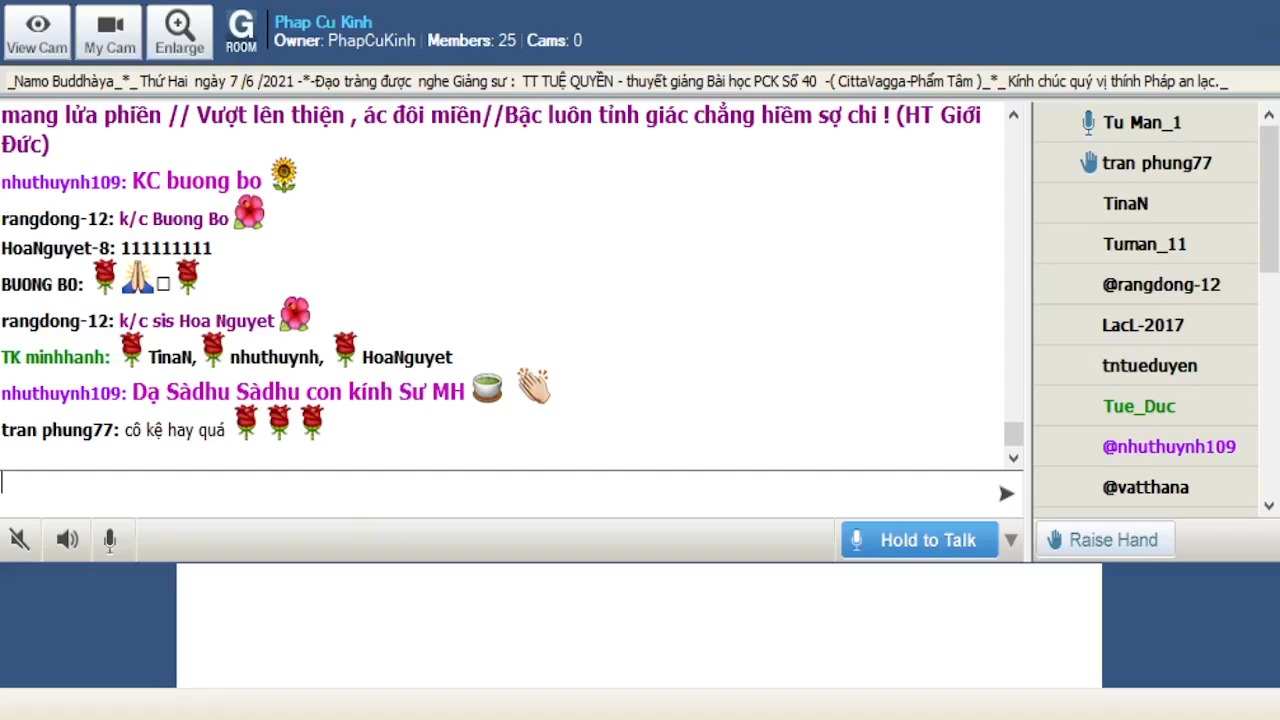 View Cam
My Cam
Enlarge
G
ROOM
Phap Cu Kinh
Owner: PhapCuKinh | Members: 25 | Cams: 0
_Namo Buddhàya_*_ Thứ Hai ngày 7 /6 /2021 -*-Đạo tràng được nghe Giảng sư : TT TUỆ QUYỀN - thuyết giảng Bài học PCK Số 40 -( CittaVagga-Phẩm Tâm )_*_ Kính chúc quý vị thính Pháp an lạc._
mang lửa phiền // Vượt lên thiện , ác đôi miền//Bậc luôn tỉnh giác chẳng hiềm sợ chi ! (HT Giới
Đức)
nhuthuynh109: KC buong bo
rangdong-12: k/c Buong Bo
HoaNguyet-8: 111111111
BUONG BO:
rangdong-12: k/c sis Hoa Nguyet
TK minhhanh: TinaN, nhuthuynh, HoaNguyet
nhuthuynh109: Dạ Sàdhu Sàdhu con kính Sư MH
tran phung77: cô kệ hay quá
Tu Man_1
tran phung77
TinaN
Tuman_11
@rangdong-12
LacL-2017
tntueduyen
Tue_Duc
@nhuthuynh109
@vatthana
Hold to Talk
Raise Hand